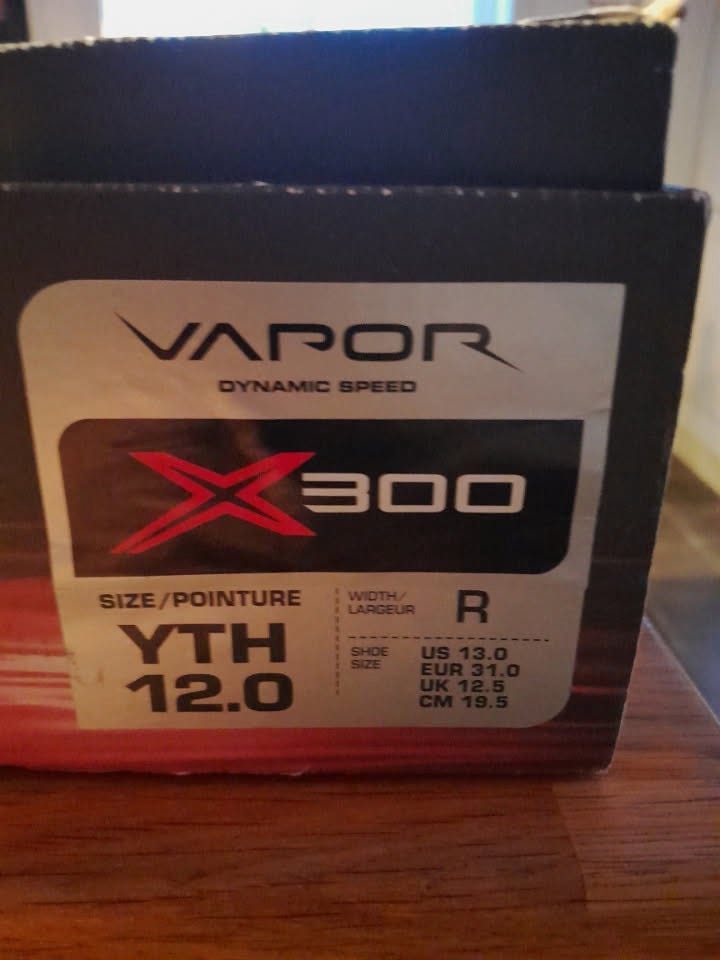 VAPOR
DYNAMIC SPEED
X300
SIZE/POINTURE
YTH
12.0
WIDTH/
LARGEUR
R
SHOE
SIZE
US 13.0
EUR 31.0
UK 12.5
CM 19.5